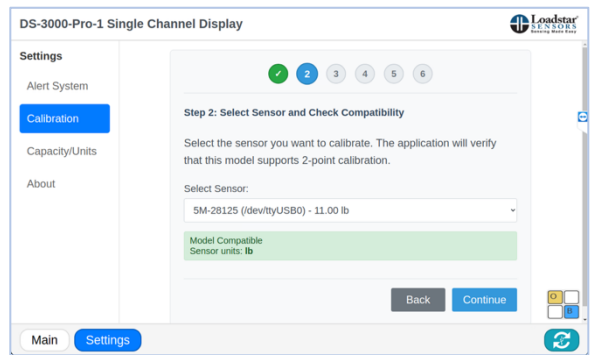 DS-3000-Pro-1 Single Channel Display
Loadstar
SENSORS
Sensing Made Easy
Settings
Alert System
Calibration
Capacity/Units
About
2 3 4 5 6
Step 2: Select Sensor and Check Compatibility
Select the sensor you want to calibrate. The application will verify
that this model supports 2-point calibration.
Select Sensor:
5M-28125 (/dev/ttyUSB0) - 11.00 lb
Model Compatible
Sensor units: lb
Back Continue
O
B
Main Settings